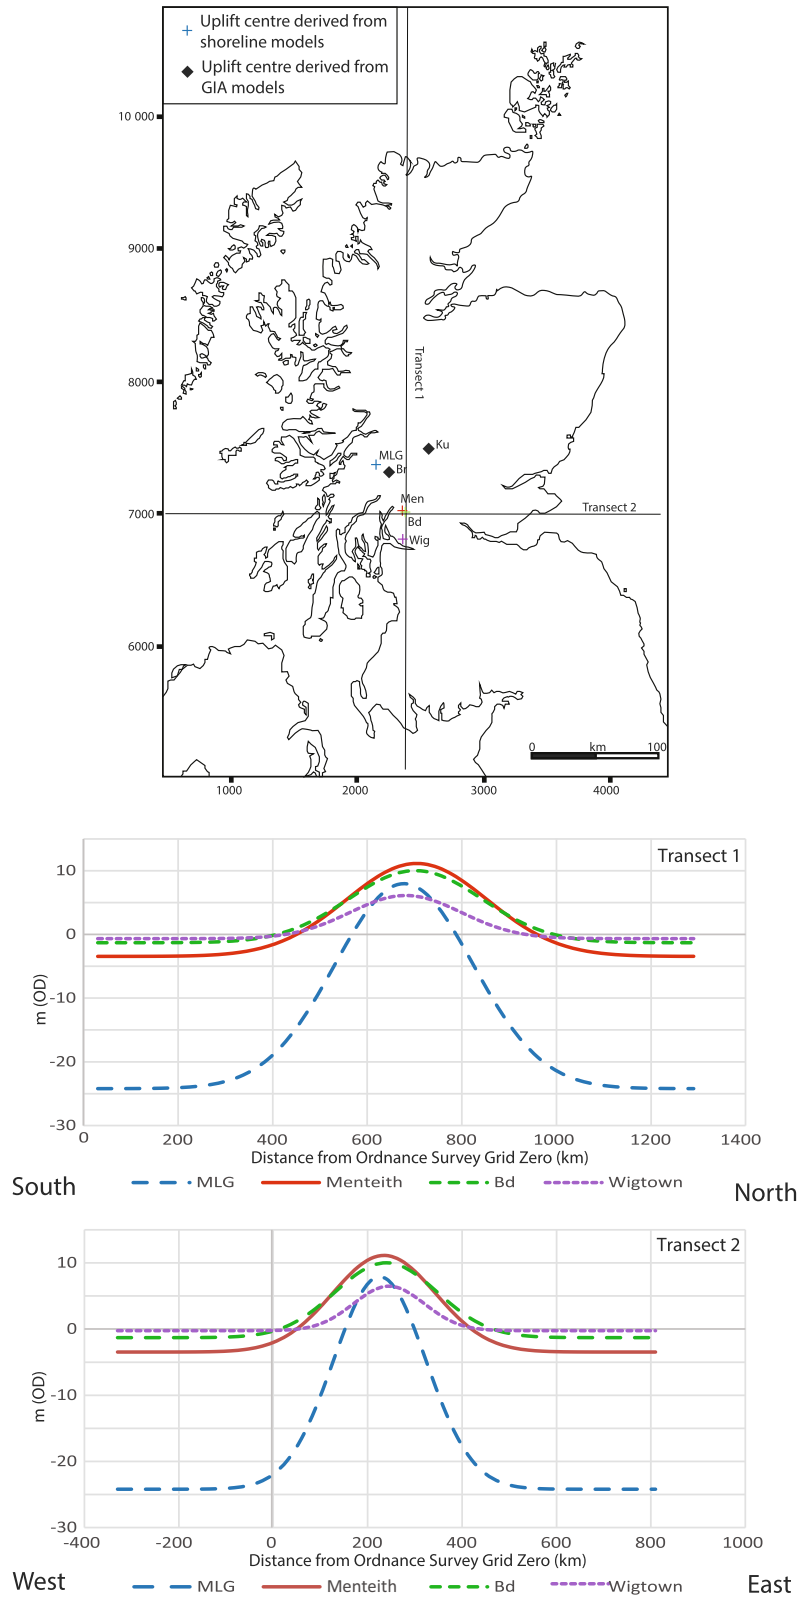 Uplift centre derived from
shoreline models
Uplift centre derived from
GIA models
10 000
9000
8000
7000
6000
Transect 1
Ku
MLG
Br
Men
Transect 2
Bd
Wig
0 km 100
1000 2000 3000 4000
Transect 1
10
0
-10
-20
-30
m (OD)
0 200 400 600 800 1000 1200 1400
Distance from Ordnance Survey Grid Zero (km)
South MLG Menteith Bd Wigtown North
Transect 2
10
0
-10
-20
-30
m (OD)
-400 -200 0 200 400 600 800 1000
Distance from Ordnance Survey Grid Zero (km)
West MLG Menteith Bd Wigtown East